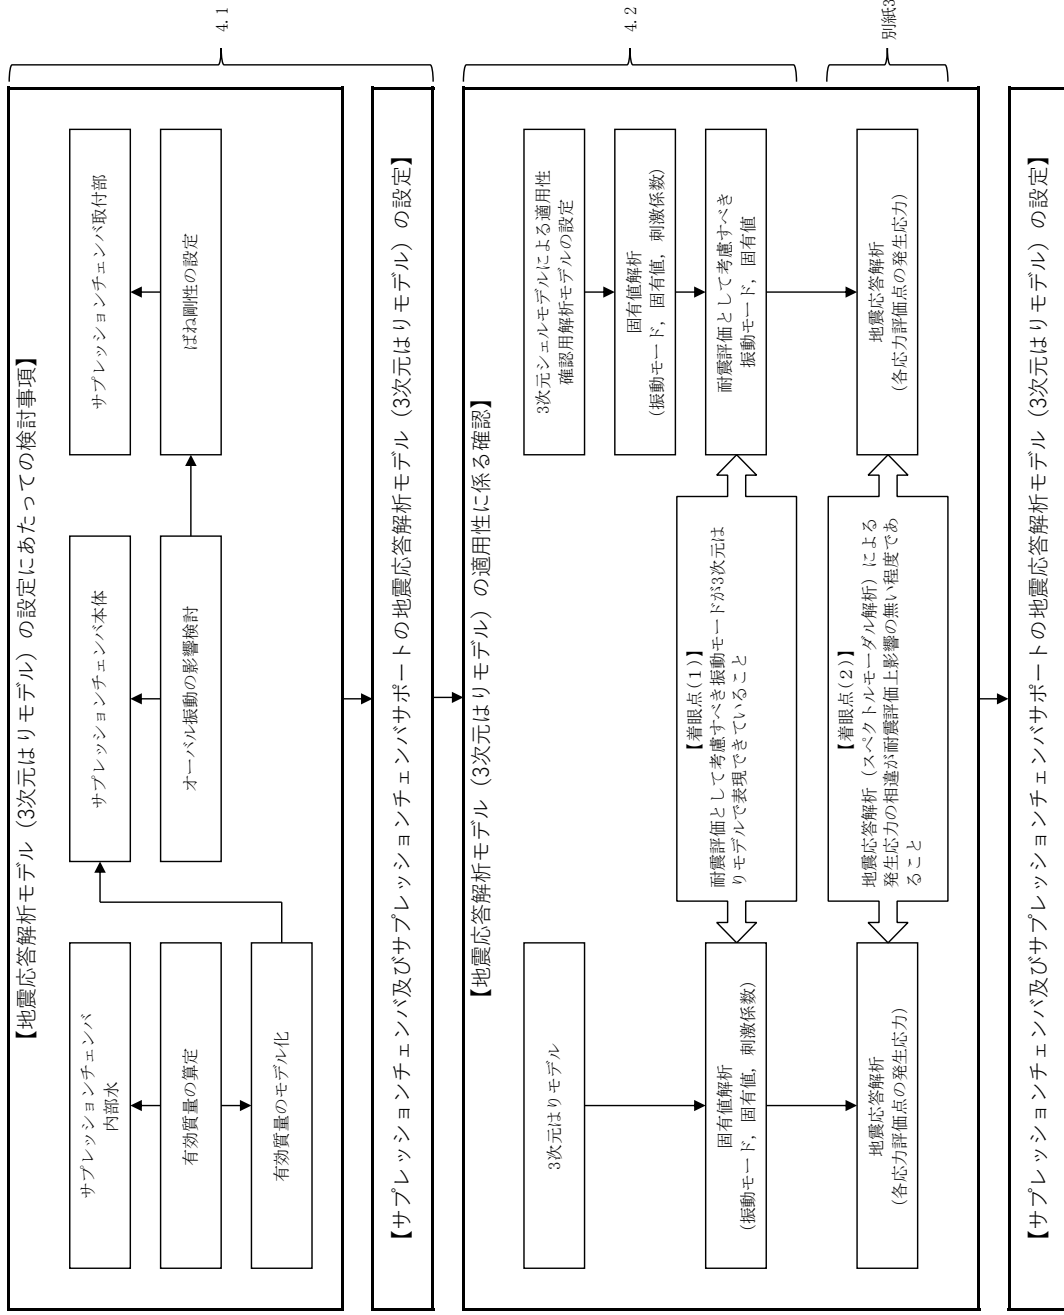 【地震応答解析モデル（3次元はりモデル）の設定にあたっての検討事項】
サプレッションチェンバ
内部水
有効質量の算定
有効質量のモデル化
サプレッションチェンバ本体
オーバル振動の影響検討
サプレッションチェンバ取付部
ばね剛性の設定
4.1
【サプレッションチェンバ及びサプレッションチェンバサポートの地震応答解析モデル（3次元はりモデル）の設定】
【地震応答解析モデル（3次元はりモデル）の適用性に係る確認】
3次元はりモデル
固有値解析
(振動モード, 固有値, 刺激係数)
地震応答解析
(各応力評価点の発生応力)
【着眼点(1)】
耐震評価として考慮すべき振動モードが3次元は
りモデルで表現できていること
【着眼点(2)】
地震応答解析（スペクトルモーダル解析）による
発生応力の相違が耐震評価上影響の無い程度であ
ること
3次元シェルモデルによる適用性
確認用解析モデルの設定
固有値解析
(振動モード, 固有値, 刺激係数)
耐震評価として考慮すべき
振動モード, 固有値
地震応答解析
(各応力評価点の発生応力)
4.2
別紙3
【サプレッションチェンバ及びサプレッションチェンバサポートの地震応答解析モデル（3次元はりモデル）の設定】